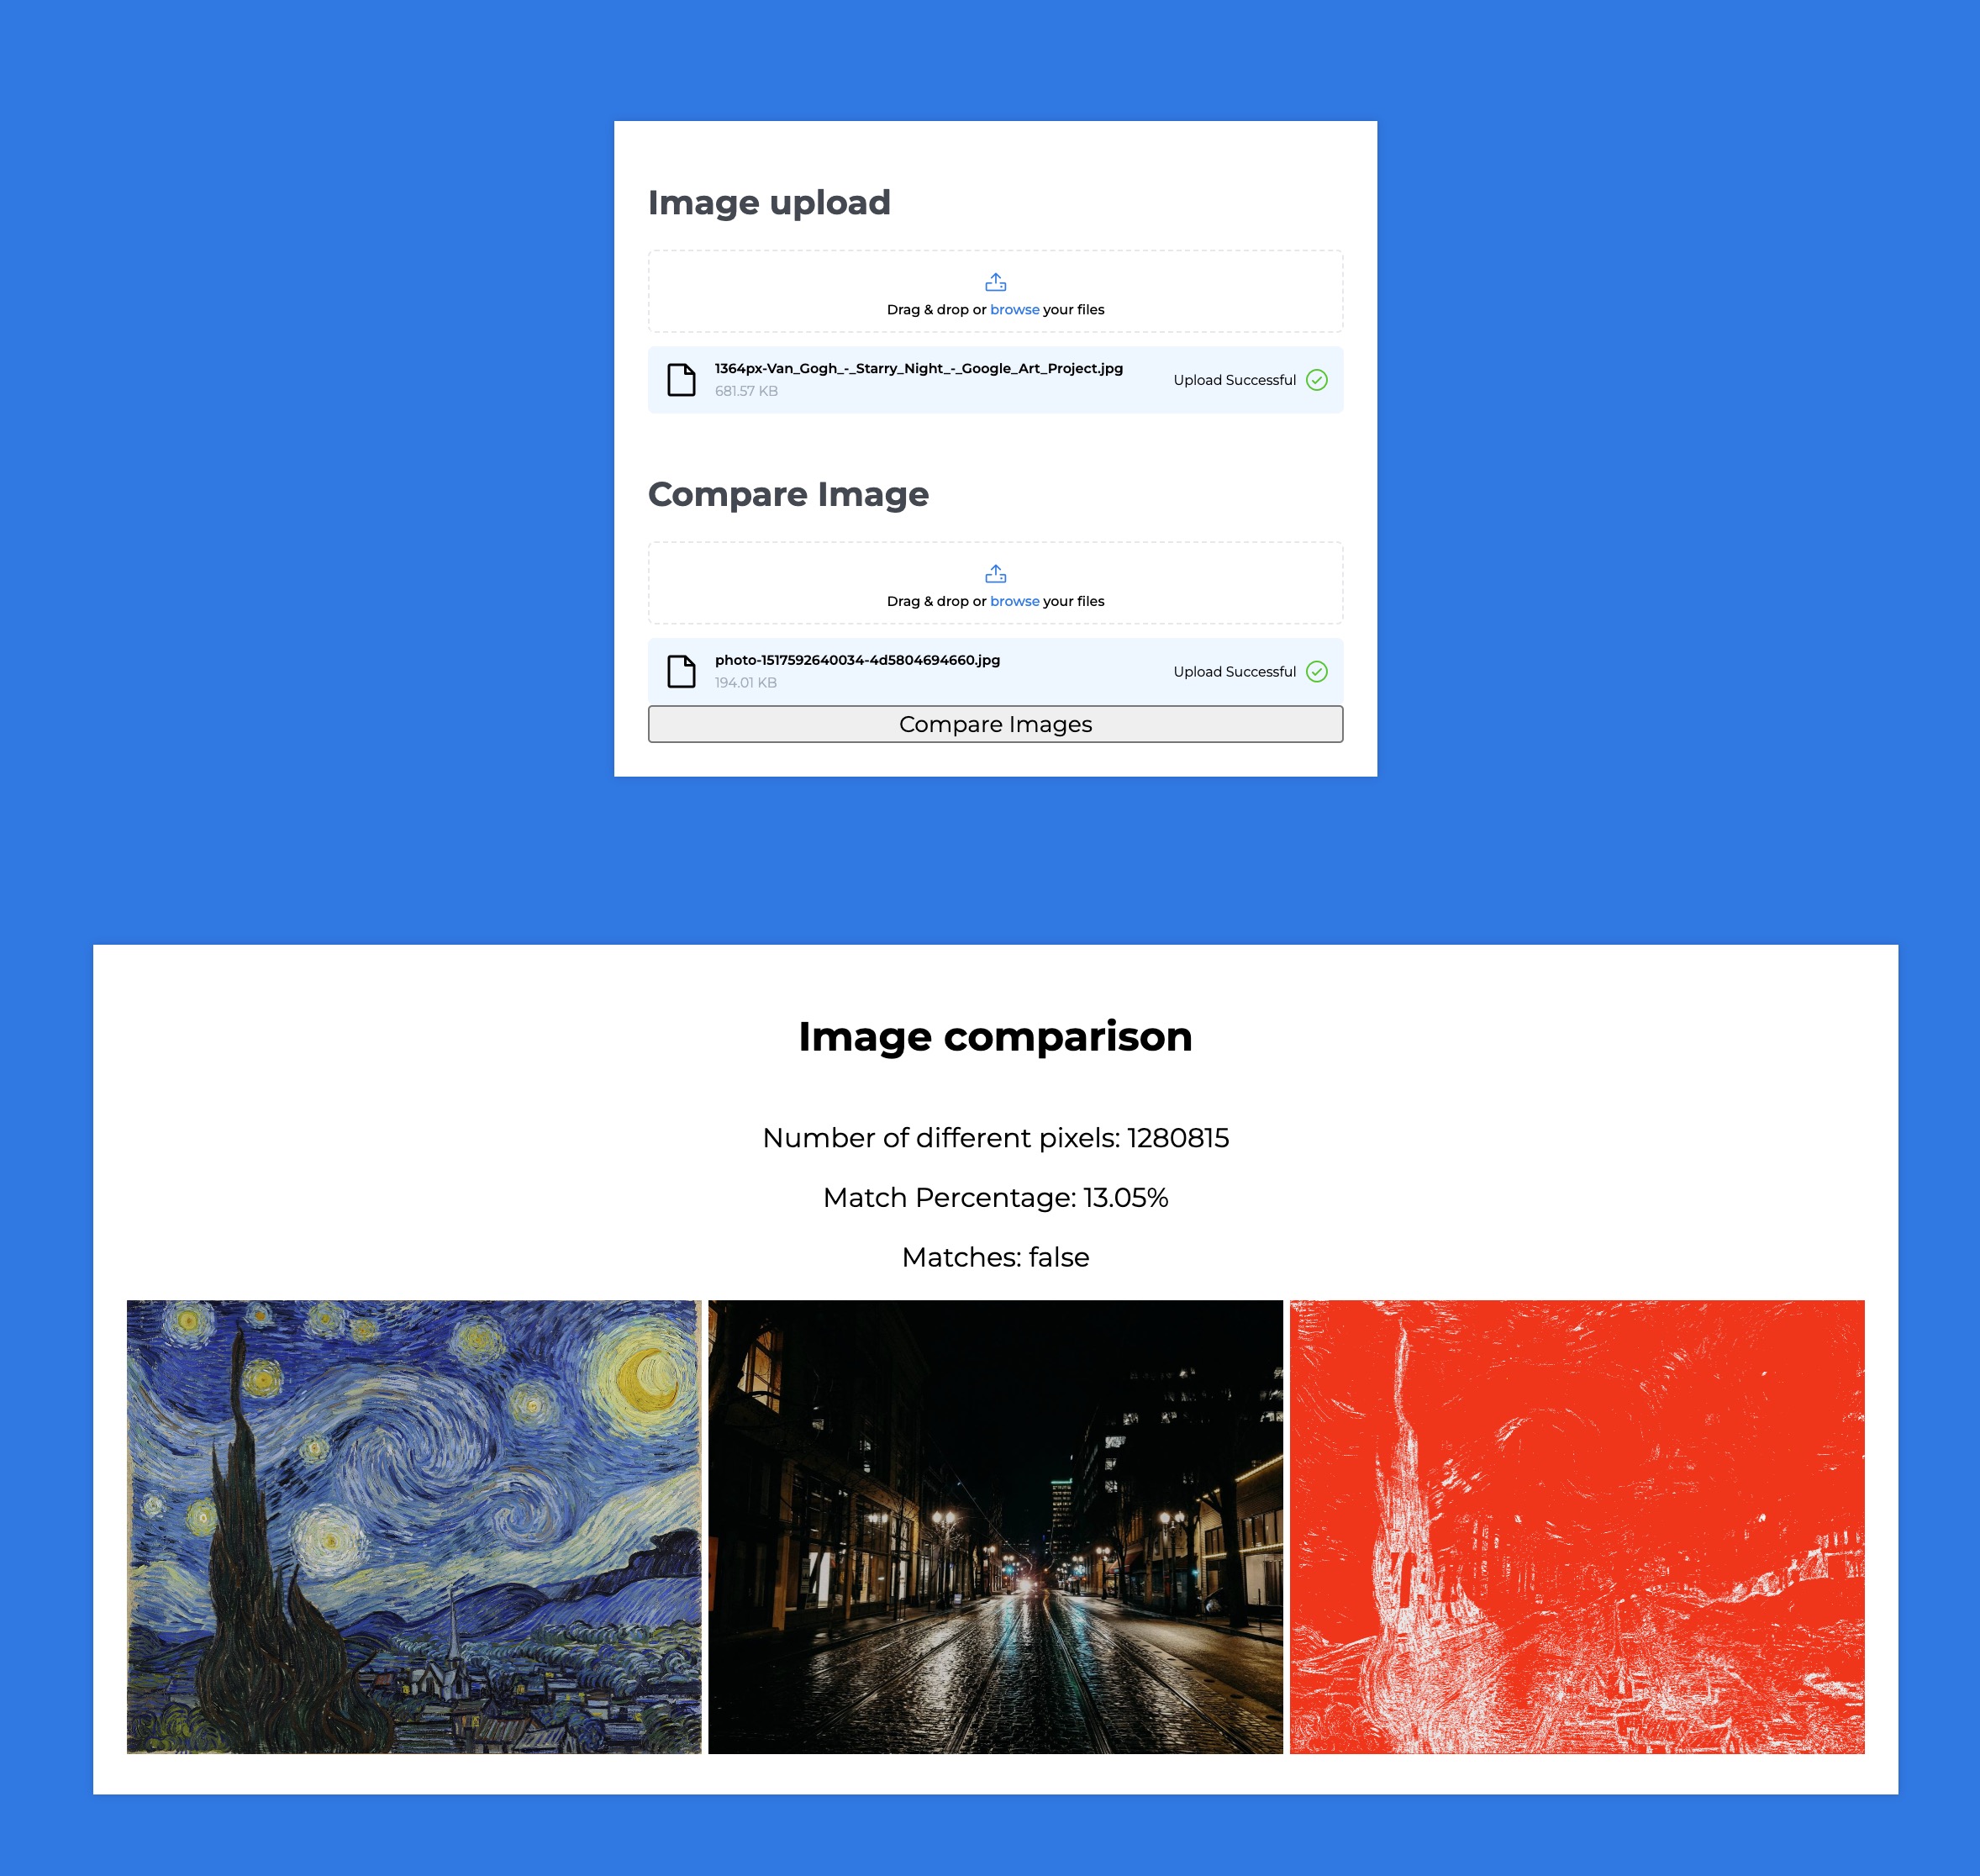 Image upload
Drag & drop or browse your files
1364px-Van_Gogh_-_Starry_Night_-_Google_Art_Project.jpg
681.57 KB
Upload Successful
Compare Image
Drag & drop or browse your files
photo-1517592640034-4d5804694660.jpg
194.01 KB
Upload Successful
Compare Images
Image comparison
Number of different pixels: 1280815
Match Percentage: 13.05%
Matches: false